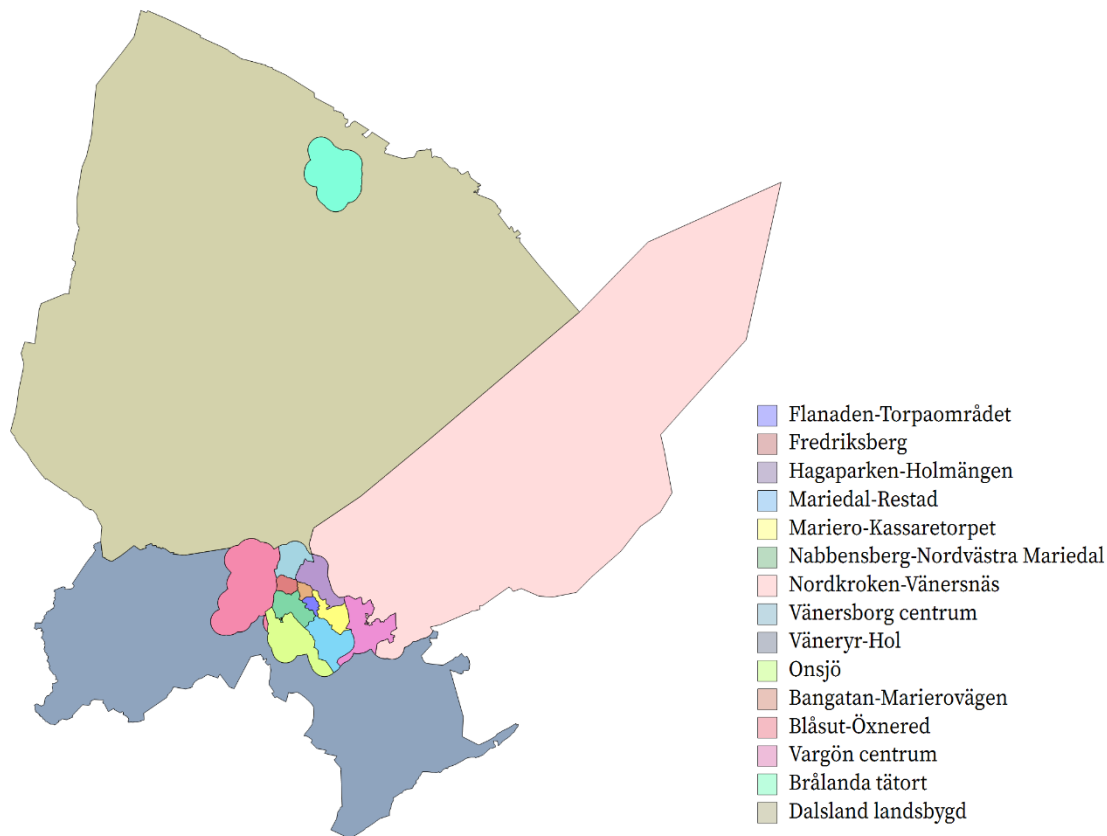 Flanaden-Torpaområdet
Fredriksberg
Hagaparken-Holmängen
Mariedal-Restad
Mariero-Kassaretorpet
Nabbensberg-Nordvästra Mariedal
Nordkroken-Vänersnäs
Vänersborg centrum
Väneryr-Hol
Onsjö
Bangatan-Marierovägen
Blåsut-Öxnered
Vargön centrum
Brålanda tätort
Dalsland landsbygd